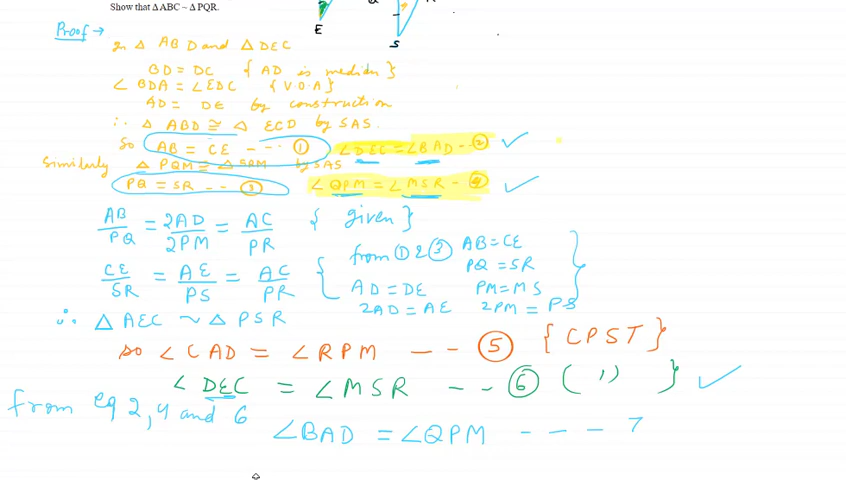 Show that Δ ABC ~ Δ PQR.
E
S
Proof →
In △ ABD and △ DEC
BD = DC { AD is median }
∠ BDA = ∠EDC { V.O.A }
AD = DE by construction
∴ △ ABD ≅ △ ECD by SAS.
So AB = CE --- ① ∠DEC = ∠BAD -- ②
Similarly △ PQM ≅ △ SRM by SAS
PQ = SR -- ③ ∠ QPM = ∠ MSR - ④
AB/PQ = 2AD/2PM = AC/PR { given }
CE/SR = AE/PS = AC/PR { from ① & ③ AB = CE
PQ = SR
AD = DE PM = MS
2AD = AE 2PM = PS }
∴ △ AEC ~ △ PSR
so ∠ CAD = ∠ RPM -- -- ⑤ { CPST }
∠ DEC = ∠ MSR -- -- ⑥ ( '' }
from eq 2, 4 and 6
∠BAD = ∠QPM - - - 7